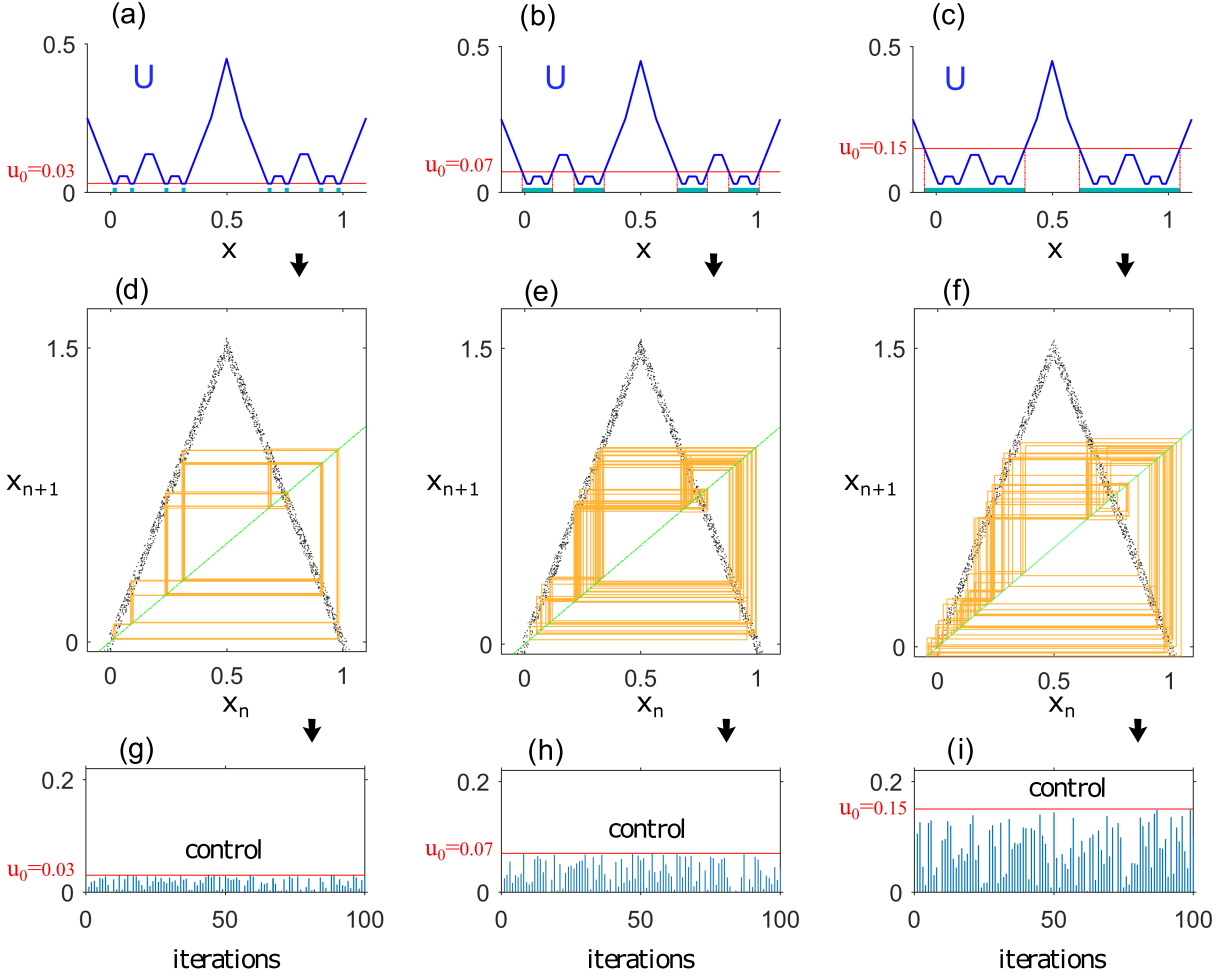 (a) (b) (c)
0.5 0.5 0.5
U U U
u₀=0.03 u₀=0.07 u₀=0.15
0 0 0
0 0.5 1 0 0.5 1 0 0.5 1
x x x
(d) (e) (f)
1.5 1.5 1.5
xₙ₊₁ xₙ₊₁ xₙ₊₁
0 0 0
0 0.5 1 0 0.5 1 0 0.5 1
xₙ xₙ xₙ
(g) (h) (i)
0.2 0.2 0.2
control control control
u₀=0.03 u₀=0.07 u₀=0.15
0 0 0
0 50 100 0 50 100 0 50 100
iterations iterations iterations